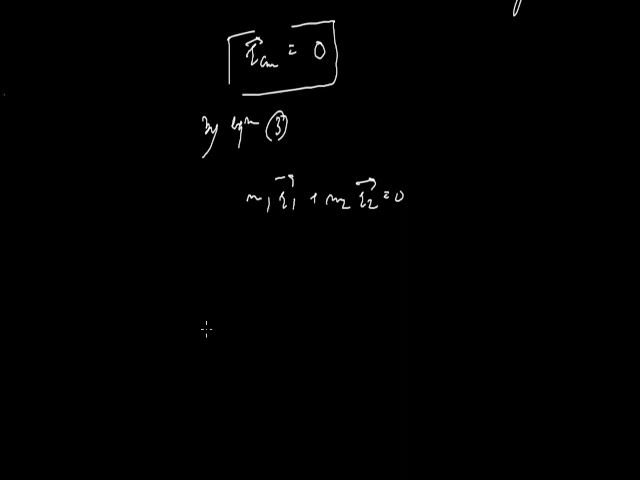 r⃗cm = 0
By eqn (3)
m₁ r⃗₁ + m₂ r⃗₂ = 0